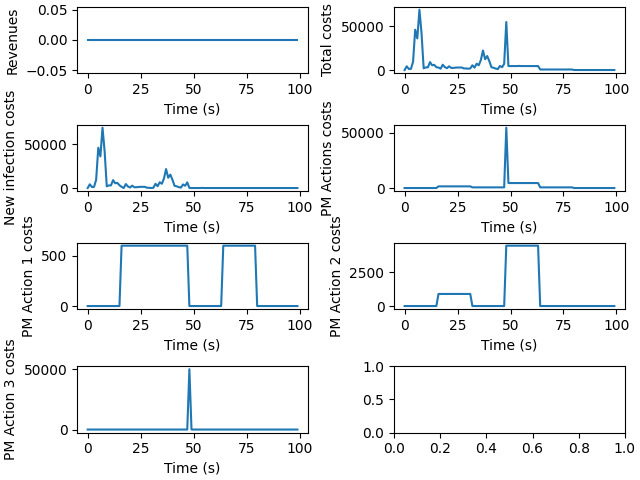 Revenues
0.05
0.00
−0.05
0 25 50 75 100
Time (s)
Total costs
50000
0
0 25 50 75 100
Time (s)
New infection costs
50000
0
0 25 50 75 100
Time (s)
PM Actions costs
50000
0
0 25 50 75 100
Time (s)
PM Action 1 costs
500
0
0 25 50 75 100
Time (s)
PM Action 2 costs
2500
0
0 25 50 75 100
Time (s)
PM Action 3 costs
50000
0
0 25 50 75 100
Time (s)
1.0
0.5
0.0
0.0 0.2 0.4 0.6 0.8 1.0